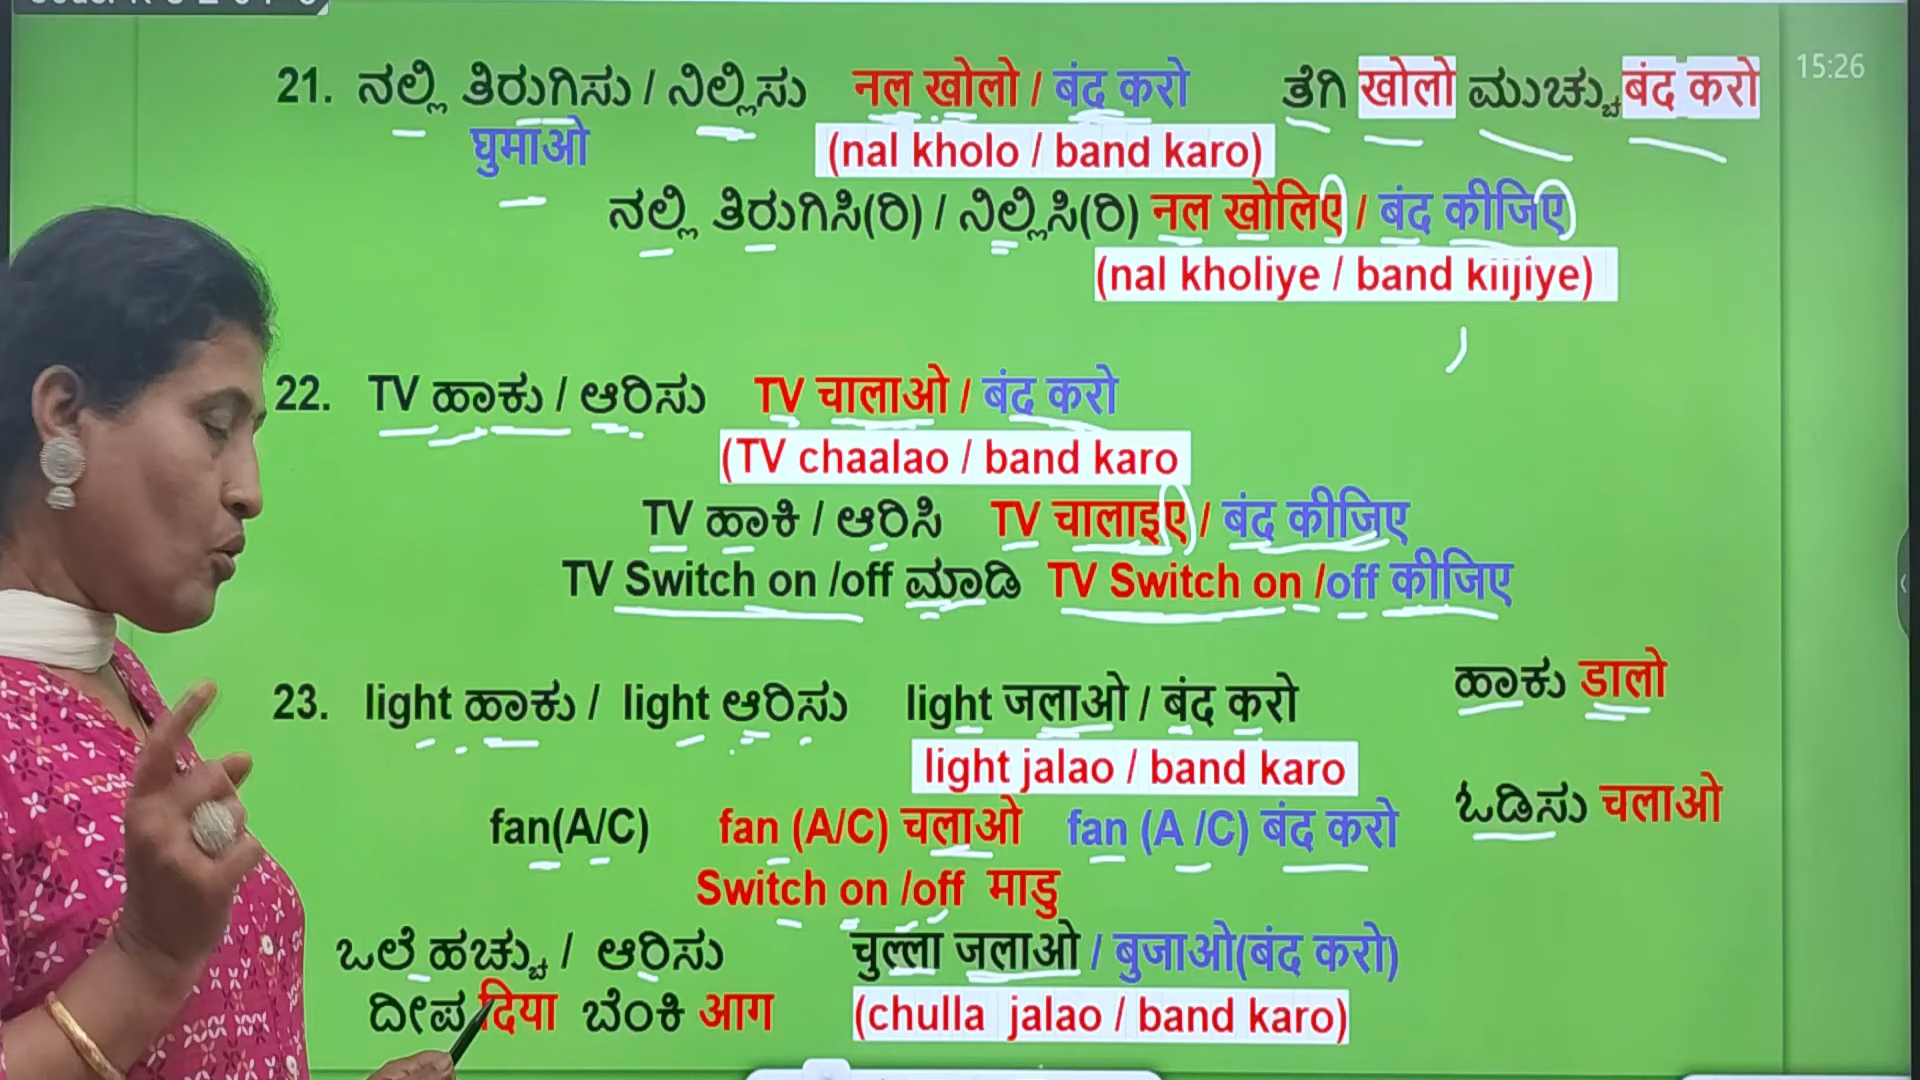 21. ನಲ್ಲಿ ತಿರುಗಿಸು / ನಿಲ್ಲಿಸು नल खोलो / बंद करो ತೆಗಿ खोलो ಮುಚ್ಚು बंद करो 15:26
घुमाओ (nal kholo / band karo)
ನಲ್ಲಿ ತಿರುಗಿಸಿ(ರಿ) / ನಿಲ್ಲಿಸಿ(ರಿ) नल खोलिए / बंद कीजिए
(nal kholiye / band kiijiye)
22. TV ಹಾಕು / ಆರಿಸು TV चालाओ / बंद करो
(TV chaalao / band karo
TV ಹಾಕಿ / ಆರಿಸಿ TV चालाइए / बंद कीजिए
TV Switch on /off ಮಾಡಿ TV Switch on /off कीजिए
23. light ಹಾಕು / light ಆರಿಸು light जलाओ / बंद करो ಹಾಕು डालो
light jalao / band karo
fan(A/C) fan (A/C) चलाओ fan (A /C) बंद करो ಓಡಿಸು चलाओ
Switch on /off माडु
ಒಲೆ ಹಚ್ಚು / ಆರಿಸು चुल्ला जलाओ / बुजाओ(बंद करो)
ದೀಪ दिया ಬೆಂಕಿ आग (chulla jalao / band karo)